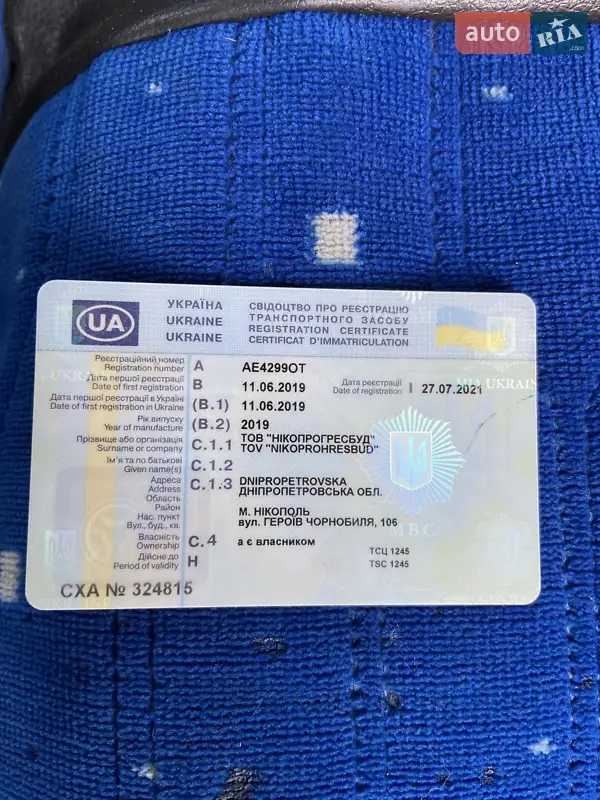 auto RIA.com
УКРАЇНА
UKRAINE
UKRAINE
СВІДОЦТВО ПРО РЕЄСТРАЦІЮ
ТРАНСПОРТНОГО ЗАСОБУ
REGISTRATION CERTIFICATE
CERTIFICAT D'IMMATRICULATION
UA
Реєстраційний номер
Registration number
A
AE4299OT
Дата першої реєстрації
Date of first registration
B
11.06.2019
Дата реєстрації
Date of registration
I
27.07.2021
MIA UKRAIN
Дата першої реєстрації в Україні
Date of first registration in Ukraine
(B.1)
11.06.2019
Рік випуску
Year of manufacture
(B.2)
2019
Прізвище або організація
Surname or company
C.1.1
ТОВ "НІКОПРОГРЕСБУД"
TOV "NIKOPROHRESBUD"
Ім'я та по батькові
Given name(s)
C.1.2
Адреса
Address
C.1.3
DNIPROPETROVSKA
ДНІПРОПЕТРОВСЬКА ОБЛ.
Область
Район
Нас. пункт
Вул., буд., кв.
М. НІКОПОЛЬ
вул. ГЕРОЇВ ЧОРНОБИЛЯ, 106
МВС
Власність
Ownership
C.4
а є власником
Дійсне до
Period of validity
H
ТСЦ 1245
TSC 1245
СХА № 324815